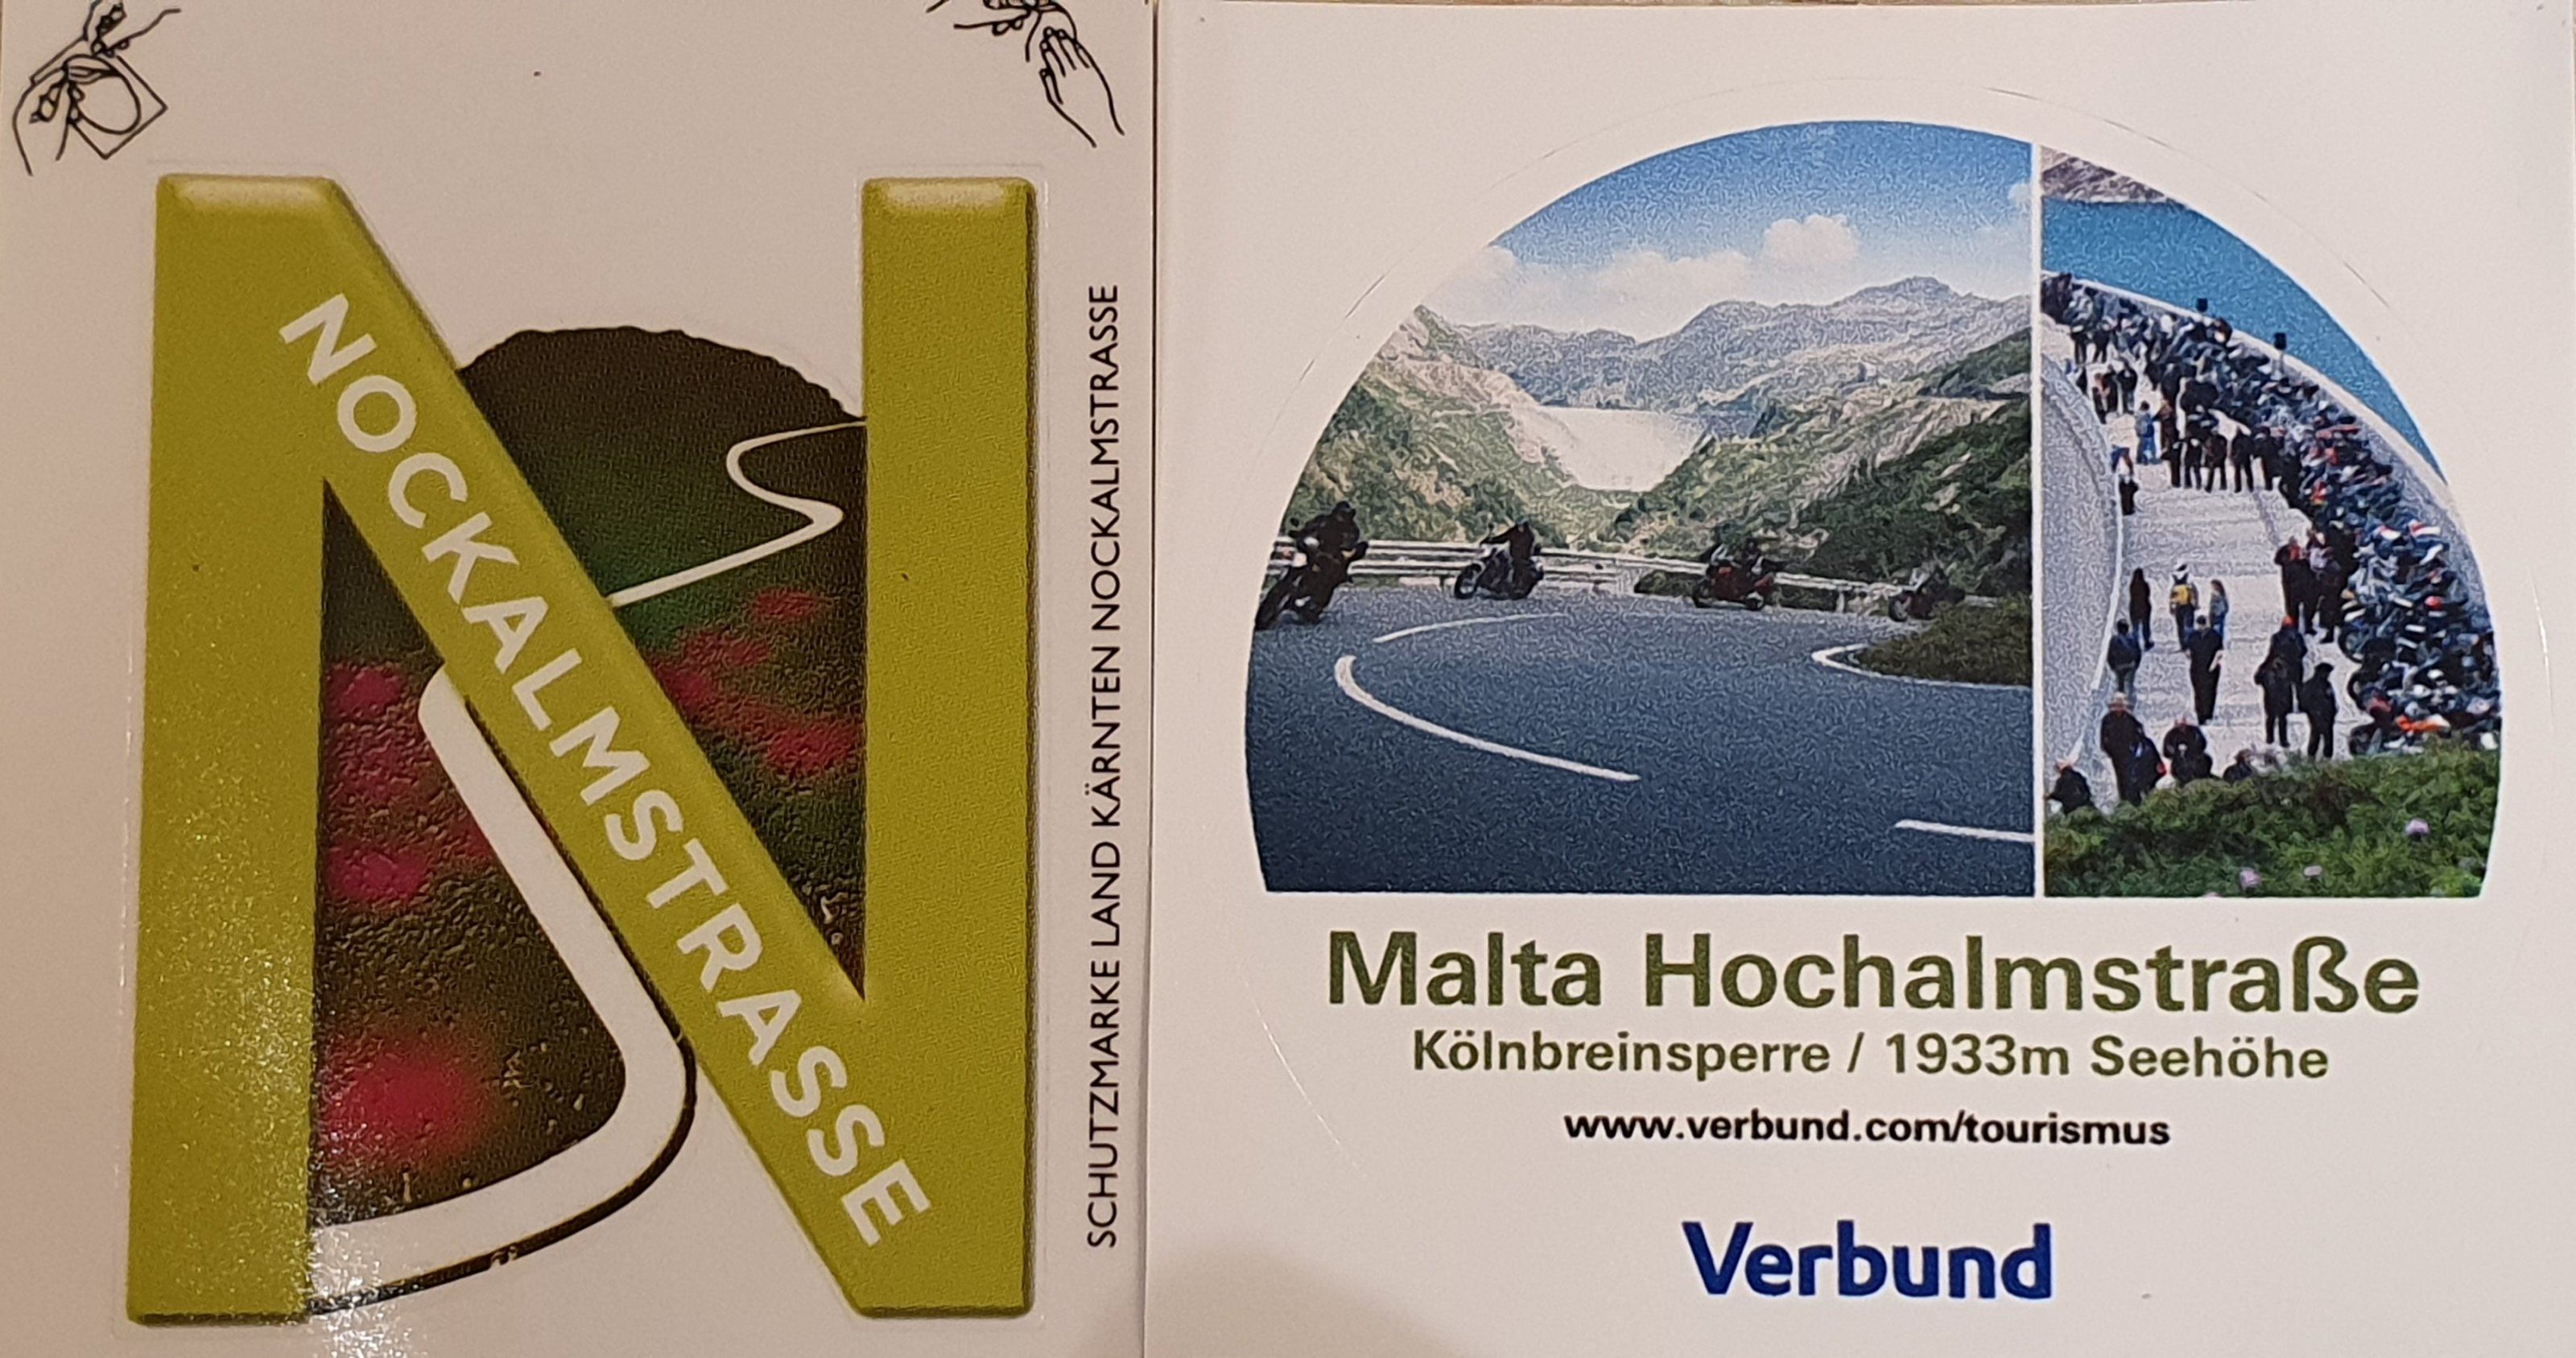 NOCKALMSTRASSE
SCHUTZMARKE LAND KÄRNTEN NOCKALMSTRASSE
Malta Hochalmstraße
Kölnbreinsperre / 1933m Seehöhe
www.verbund.com/tourismus
Verbund